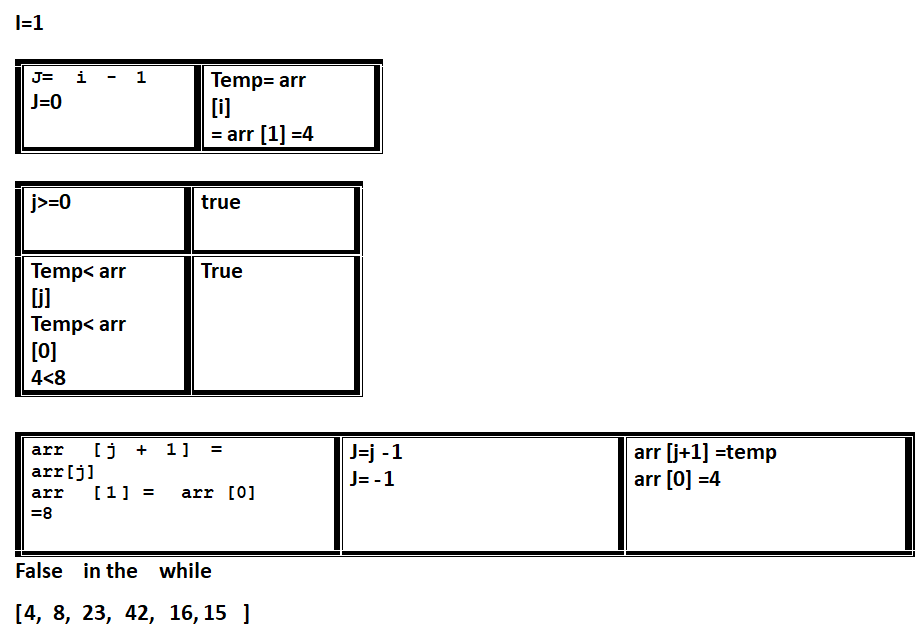 I=1
J= i - 1
J=0
Temp= arr
[i]
= arr [1] =4
j>=0
true
Temp< arr
[j]
Temp< arr
[0]
4<8
True
arr [j + 1] =
arr[j]
arr [1] = arr [0]
=8
J=j -1
J= -1
arr [j+1] =temp
arr [0] =4
False in the while
[4, 8, 23, 42, 16, 15 ]